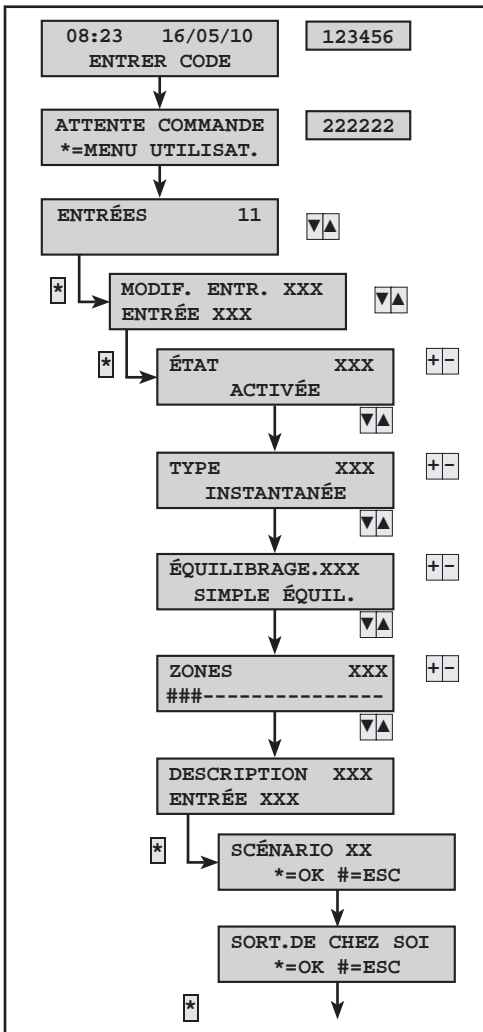 08:23 16/05/10
ENTRER CODE
123456
ATTENTE COMMANDE
*=MENU UTILISAT.
222222
ENTRÉES 11
▼▲
*
MODIF. ENTR. XXX
ENTRÉE XXX
▼▲
*
ÉTAT XXX
ACTIVÉE
+-
▼▲
TYPE XXX
INSTANTANÉE
+-
▼▲
ÉQUILIBRAGE.XXX
SIMPLE ÉQUIL.
+-
▼▲
ZONES XXX
###---------------
+-
▼▲
DESCRIPTION XXX
ENTRÉE XXX
*
SCÉNARIO XX
*=OK #=ESC
SORT.DE CHEZ SOI
*=OK #=ESC
*